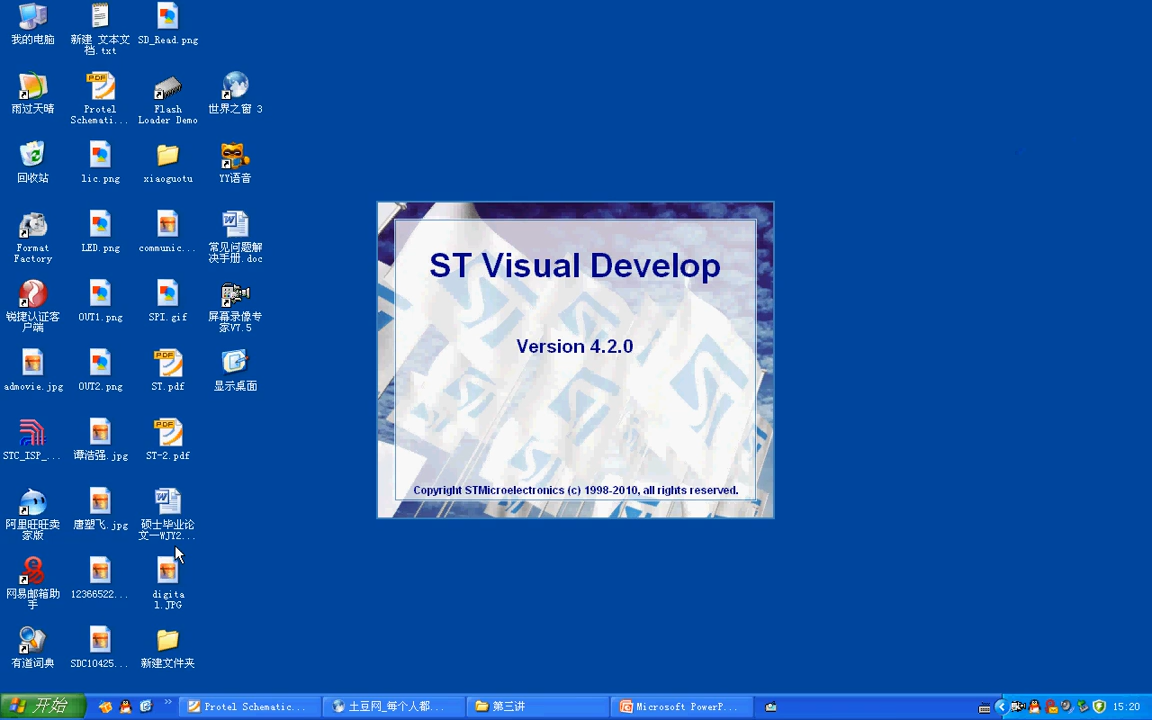 我的电脑
新建 文本文
档.txt
SD_Read.png
雨过天晴
Protel
Schemati...
Flash
Loader Demo
世界之窗 3
回收站
lic.png
xiaoguotu
YY语音
Format
Factory
LED.png
communic...
常见问题解
决手册.doc
锐捷认证客
户端
OUT1.png
SPI.gif
屏幕录像专
家V7.5
admovie.jpg
OUT2.png
ST.pdf
显示桌面
STC_ISP_...
谭浩强.jpg
ST-2.pdf
阿里旺旺卖
家版
唐塑飞.jpg
硕士毕业论
文—WJY2...
网易邮箱助
手
12366522...
digita
l.JPG
有道词典
SDC10425...
新建文件夹
ST Visual Develop
Version 4.2.0
Copyright STMicroelectronics (c) 1998-2010, all rights reserved.
开始
Protel Schematic...
土豆网_每个人都...
第三讲
Microsoft PowerP...
15:20